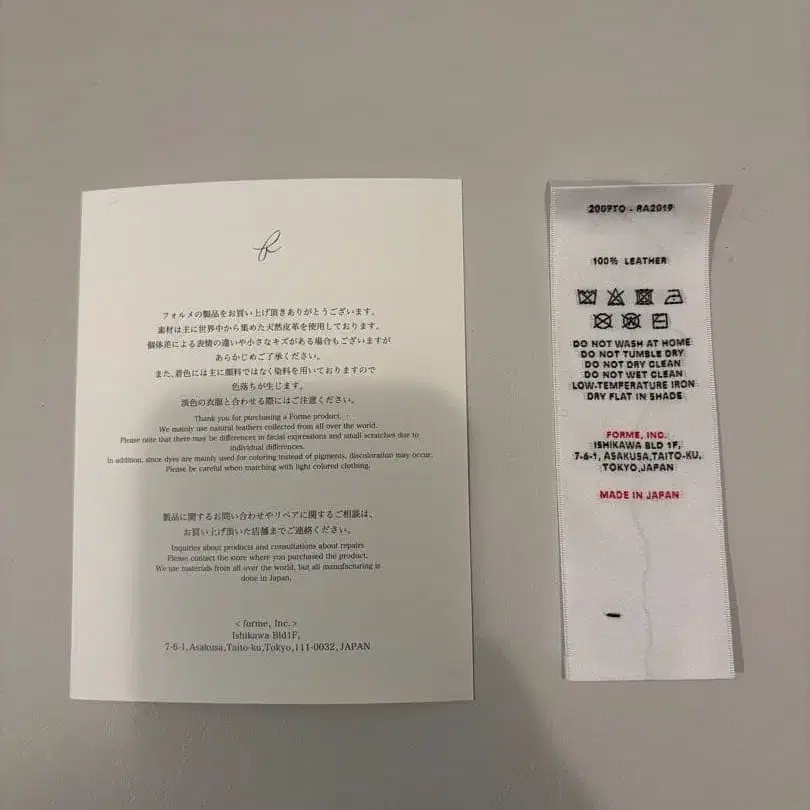 フォルメの製品をお買い上げ頂きありがとうございます。
素材は主に世界中から集めた天然皮革を使用しております。
個体差による表情の違いや小さなキズがある場合もございますが
あらかじめご了承ください。
また、着色には主に顔料ではなく染料を用いておりますので
色落ちが生じます。
淡色の衣服と合わせる際にはご注意ください。
Thank you for purchasing a Forme product.
We mainly use natural leathers collected from all over the world.
Please note that there may be differences in facial expressions and small scratches due to
individual differences.
In addition, since dyes are mainly used for coloring instead of pigments, discoloration may occur.
Please be careful when matching with light colored clothing.
製品に関するお問い合わせやリペアに関するご相談は、
お買い上げ頂いた店舗までご連絡ください。
Inquiries about products and consultations about repairs
Please contact the store where you purchased the product.
We use materials from all over the world, but all manufacturing is
done in Japan.
< forme, Inc. >
Ishikawa Bld1F,
7-6-1,Asakusa,Taito-ku,Tokyo,111-0032,JAPAN
2009TO - RA2019
100% LEATHER
DO NOT WASH AT HOME
DO NOT TUMBLE DRY
DO NOT DRY CLEAN
DO NOT WET CLEAN
LOW-TEMPERATURE IRON
DRY FLAT IN SHADE
FORME, INC.
ISHIKAWA BLD 1F,
7-6-1, ASAKUSA,TAITO-KU,
TOKYO,JAPAN
MADE IN JAPAN